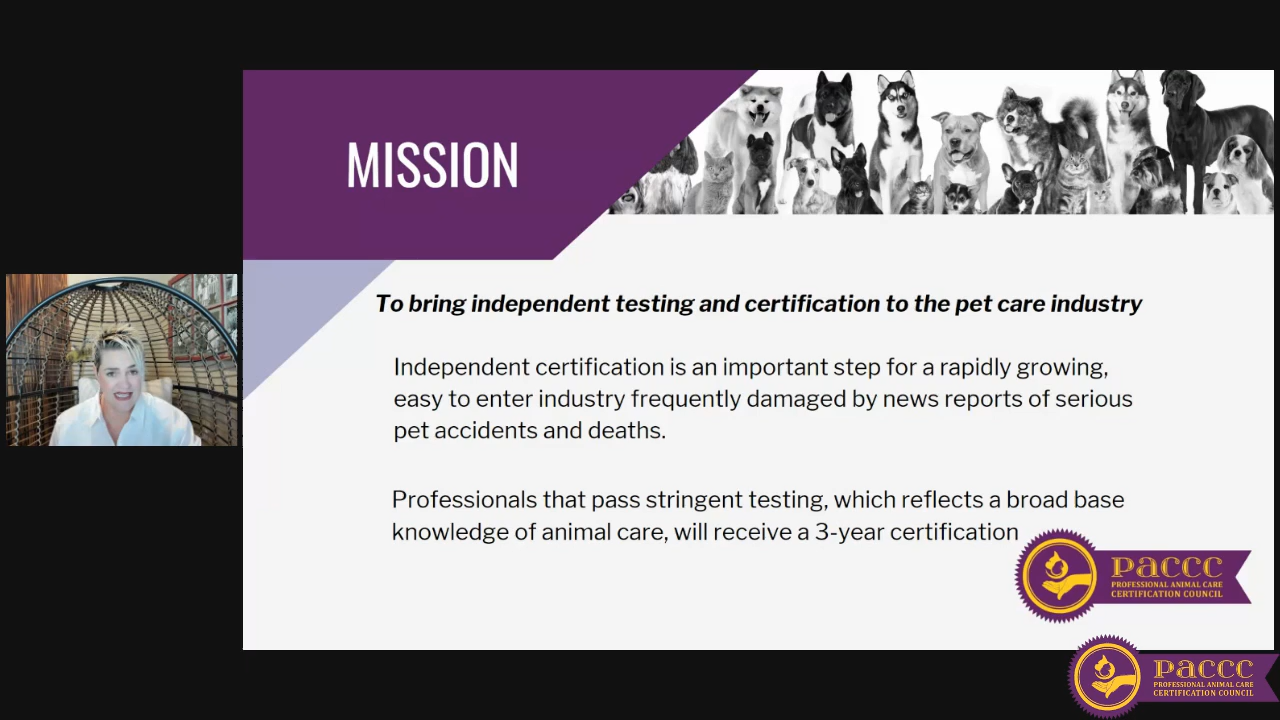 MISSION
To bring independent testing and certification to the pet care industry
Independent certification is an important step for a rapidly growing,
easy to enter industry frequently damaged by news reports of serious
pet accidents and deaths.
Professionals that pass stringent testing, which reflects a broad base
knowledge of animal care, will receive a 3-year certification
PACCC
PROFESSIONAL ANIMAL CARE
CERTIFICATION COUNCIL
PACCC
PROFESSIONAL ANIMAL CARE
CERTIFICATION COUNCIL